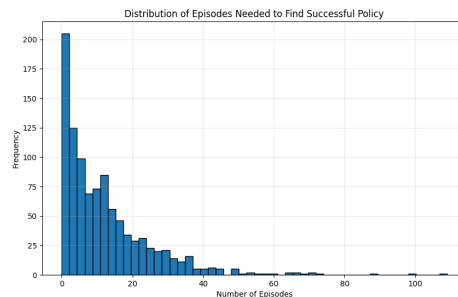 Distribution of Episodes Needed to Find Successful Policy
200
175
150
125
100
75
50
25
0
Frequency
0 20 40 60 80 100
Number of Episodes